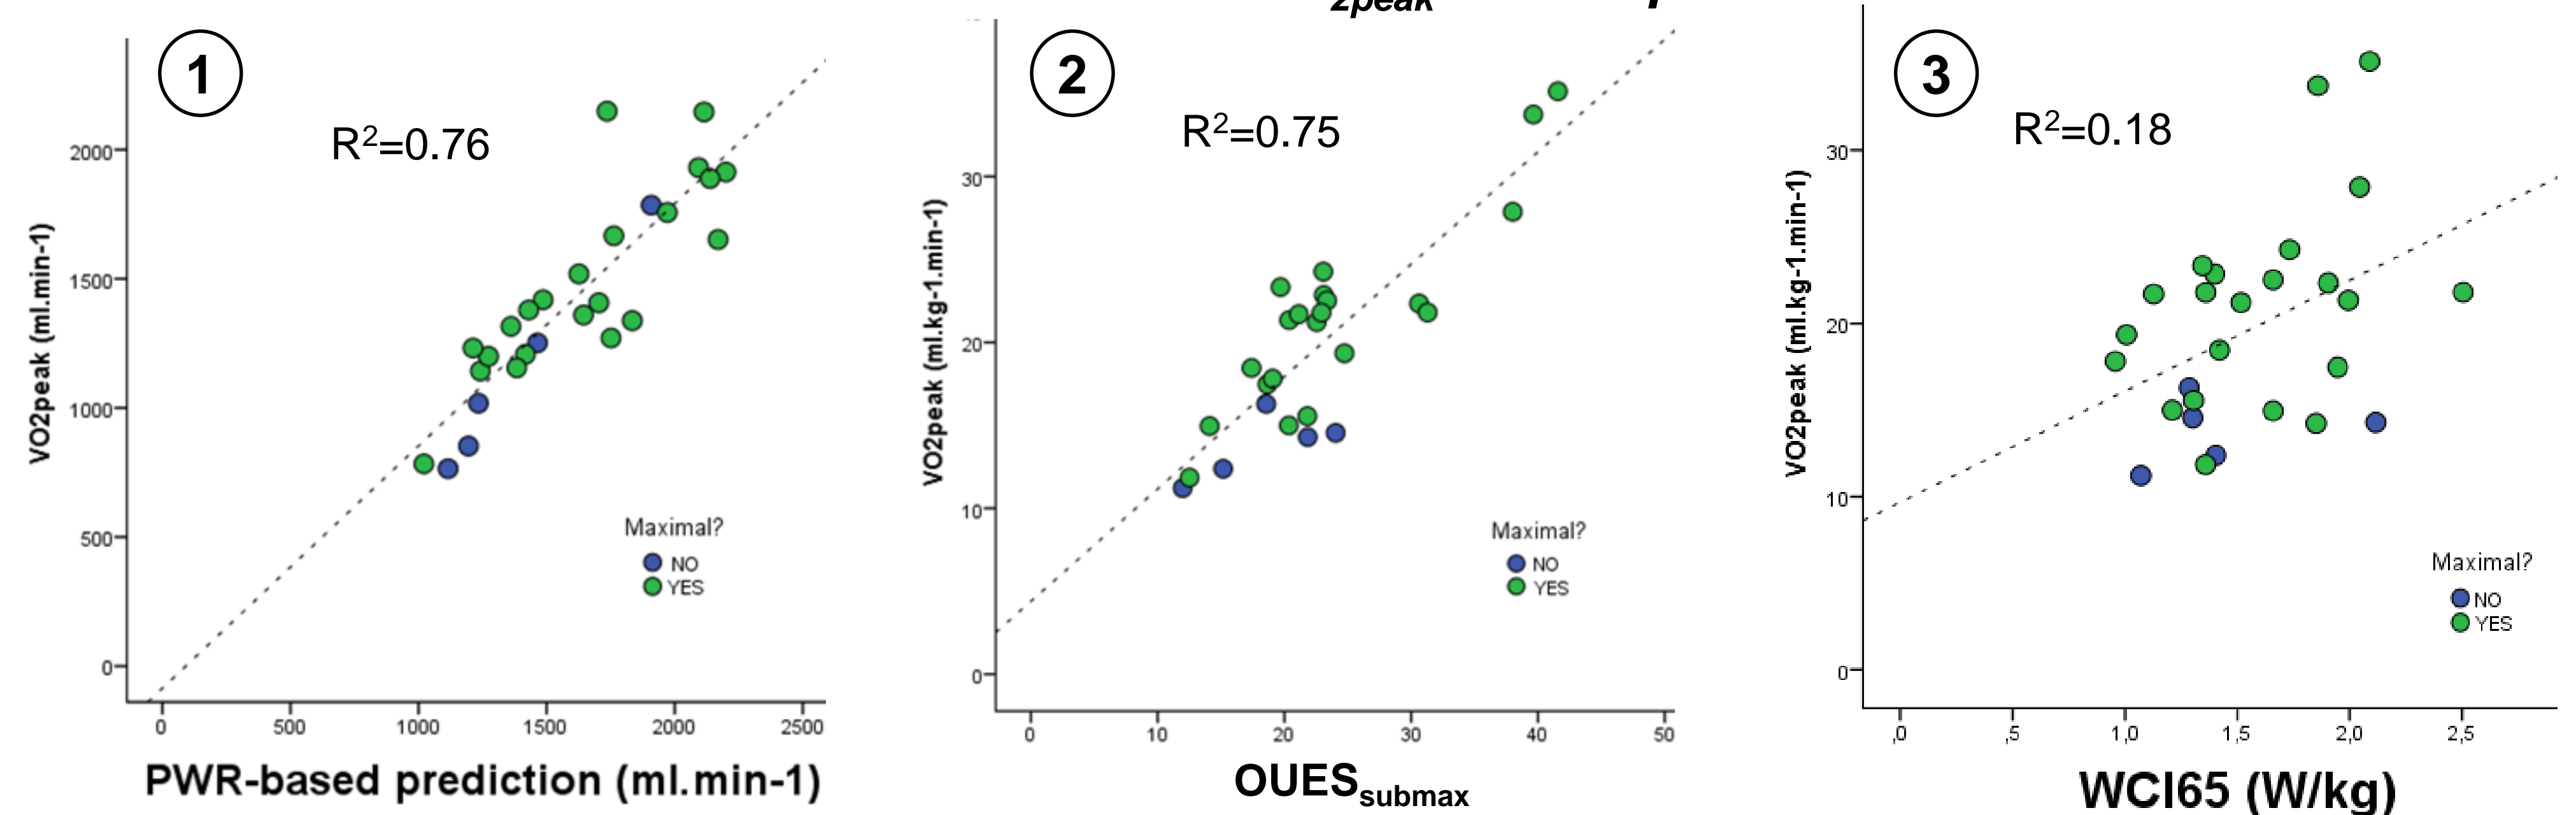 2peak
1
R²=0.76
VO2peak (ml.min-1)
2000
1500
1000
500
0
0 500 1000 1500 2000 2500
Maximal?
NO
YES
PWR-based prediction (ml.min-1)
2
R²=0.75
VO2peak (ml.kg-1.min-1)
30
20
10
0
0 10 20 30 40 50
Maximal?
NO
YES
OUESsubmax
3
R²=0.18
VO2peak (ml.kg-1.min-1)
30
20
10
0
,0 ,5 1,0 1,5 2,0 2,5
Maximal?
NO
YES
WCI65 (W/kg)